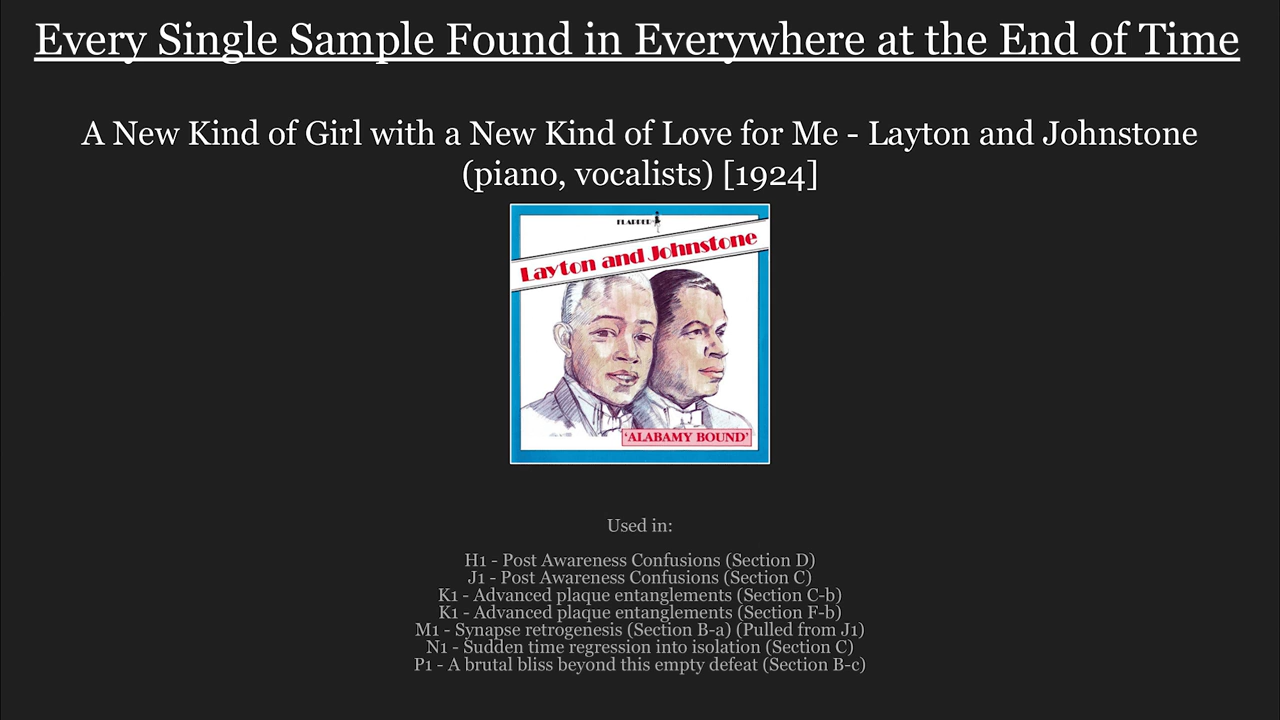 Every Single Sample Found in Everywhere at the End of Time
A New Kind of Girl with a New Kind of Love for Me - Layton and Johnstone
(piano, vocalists) [1924]
FLAPPER
Layton and Johnstone
'ALABAMY BOUND'
Used in:
H1 - Post Awareness Confusions (Section D)
J1 - Post Awareness Confusions (Section C)
K1 - Advanced plaque entanglements (Section C-b)
K1 - Advanced plaque entanglements (Section F-b)
M1 - Synapse retrogenesis (Section B-a) (Pulled from J1)
N1 - Sudden time regression into isolation (Section C)
P1 - A brutal bliss beyond this empty defeat (Section B-c)